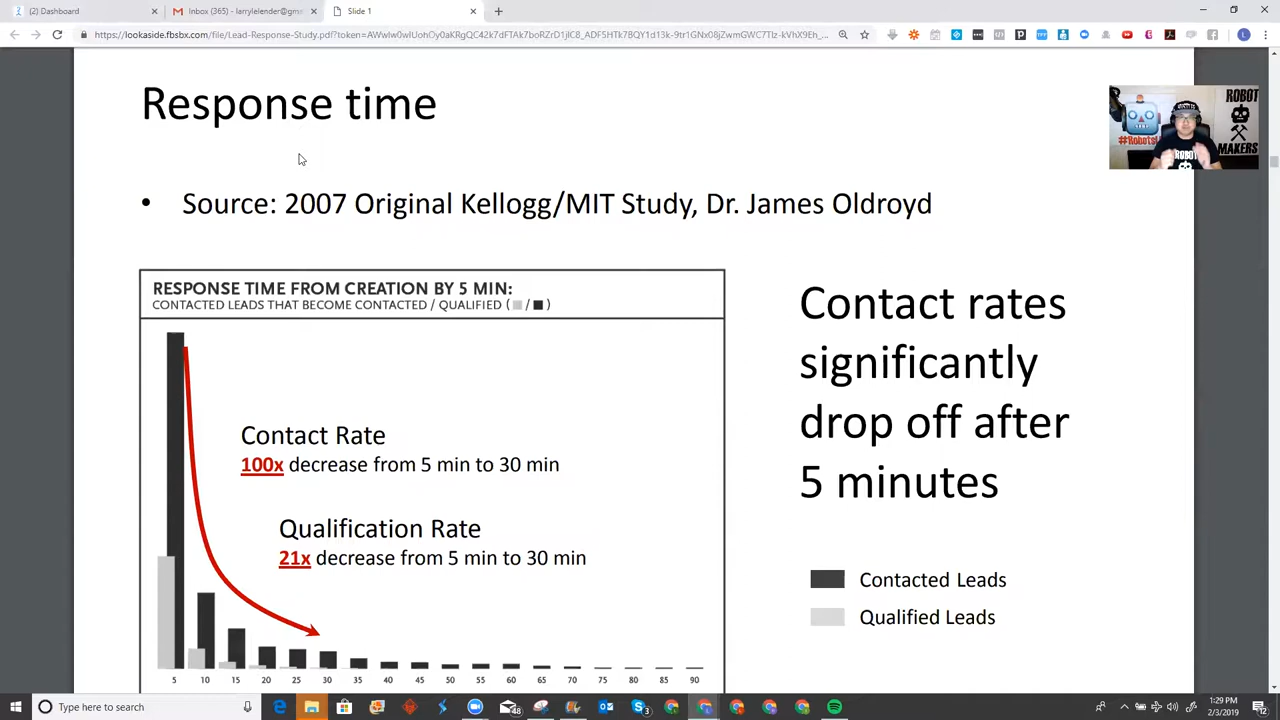 (2) Dashboard
Inbox (365) - larrylelender@gm
Slide 1
https://lookaside.fbsbx.com/file/Lead-Response-Study.pdf?token=
Response time
ROBOT
MAKERS
• Source: 2007 Original Kellogg/MIT Study, Dr. James Oldroyd
RESPONSE TIME FROM CREATION BY 5 MIN:
CONTACTED LEADS THAT BECOME CONTACTED / QUALIFIED ( / )
Contact rates
significantly
drop off after
5 minutes
Contact Rate
100x decrease from 5 min to 30 min
Qualification Rate
21x decrease from 5 min to 30 min
Contacted Leads
Qualified Leads
5 10 15 20 25 30 35 40 45 50 55 60 65 70 75 80 85 90
Type here to search
1:29 PM
2/3/2019